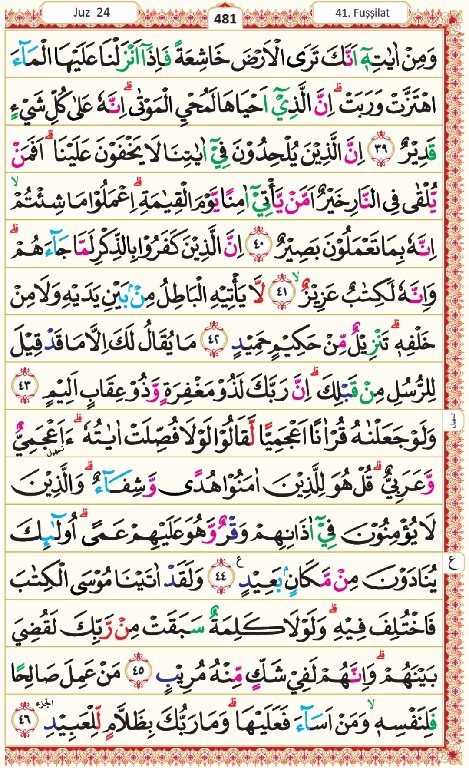 Juz 24
481
41. Fuṣṣilat
وَمِنْ اٰيٰتِهٖۤ اَنَّكَ تَرَى الْاَرْضَ خَاشِعَةً فَاِذَاۤ اَنْزَلْنَا عَلَيْهَا الْمَآءَ
اهْتَزَّتْ وَرَبَتْ ؕ اِنَّ الَّذِيْۤ اَحْيَاهَا لَمُحْيِ الْمَوْتٰى ؕ اِنَّهٗ عَلٰى كُلِّ شَيْءٍ
قَدِيْرٌ ٣٩ اِنَّ الَّذِيْنَ يُلْحِدُوْنَ فِيْۤ اٰيٰتِنَا لَا يَخْفَوْنَ عَلَيْنَا ؕ اَفَمَنْ
يُّلْقٰى فِى النَّارِ خَيْرٌ اَمْ مَّنْ يَّاْتِيْۤ اٰمِنًا يَّوْمَ الْقِيٰمَةِ ؕ اِعْمَلُوْا مَا شِئْتُمْ ۙ
اِنَّهٗ بِمَا تَعْمَلُوْنَ بَصِيْرٌ ٤٠ اِنَّ الَّذِيْنَ كَفَرُوْا بِالذِّكْرِ لَمَّا جَآءَهُمْ ۚ
وَاِنَّهٗ لَكِتٰبٌ عَزِيْزٌ ۙ ٤١ لَّا يَاْتِيْهِ الْبَاطِلُ مِنْۢ بَيْنِ يَدَيْهِ وَلَا مِنْ
خَلْفِهٖ ؕ تَنْزِيْلٌ مِّنْ حَكِيْمٍ حَمِيْدٍ ٤٢ مَا يُقَالُ لَكَ اِلَّا مَا قَدْ قِيْلَ
لِلرُّسُلِ مِنْ قَبْلِكَ ؕ اِنَّ رَبَّكَ لَذُوْ مَغْفِرَةٍ وَّذُوْ عِقَابٍ اَلِيْمٍ ٤٣
وَلَوْ جَعَلْنٰهُ قُرْاٰنًا اَعْجَمِيًّا لَّقَالُوْا لَوْلَا فُصِّلَتْ اٰيٰتُهٗ ؕ ءَاَعْجَمِيٌّ
وَّعَرَبِيٌّ ؕ قُلْ هُوَ لِلَّذِيْنَ اٰمَنُوْا هُدًى وَّشِفَآءٌ ؕ وَالَّذِيْنَ
لَا يُؤْمِنُوْنَ فِيْۤ اٰذَانِهِمْ وَقْرٌ وَّهُوَ عَلَيْهِمْ عَمًى ؕ اُولٰٓئِكَ
يُنَادَوْنَ مِنْ مَّكَانٍۢ بَعِيْدٍ ٤٤ وَلَقَدْ اٰتَيْنَا مُوْسَى الْكِتٰبَ
فَاخْتُلِفَ فِيْهِ ؕ وَلَوْلَا كَلِمَةٌ سَبَقَتْ مِنْ رَّبِّكَ لَقُضِيَ
بَيْنَهُمْ ؕ وَاِنَّهُمْ لَفِيْ شَكٍّ مِّنْهُ مُرِيْبٍ ٤٥ مَنْ عَمِلَ صَالِحًا
فَلِنَفْسِهٖ ۚ وَمَنْ اَسَآءَ فَعَلَيْهَا ؕ وَمَا رَبُّكَ بِظَلَّامٍ لِّلْعَبِيْدِ ٤٦
تسهيل
ع